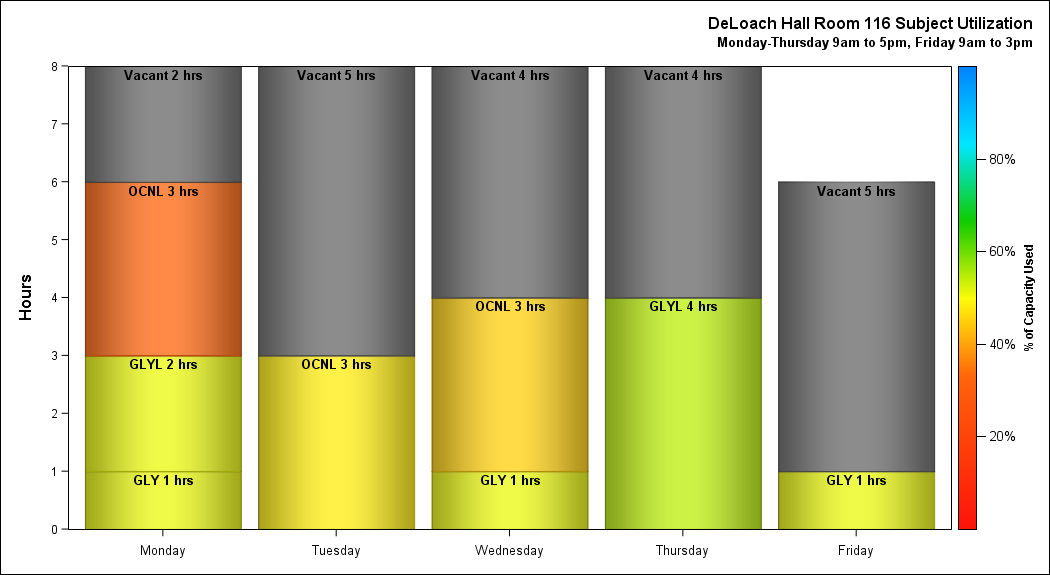 DeLoach Hall Room 116 Subject Utilization
Monday-Thursday 9am to 5pm, Friday 9am to 3pm
Hours
8
7
6
5
4
3
2
1
0
Vacant 2 hrs
OCNL 3 hrs
GLYL 2 hrs
GLY 1 hrs
Vacant 5 hrs
OCNL 3 hrs
Vacant 4 hrs
OCNL 3 hrs
GLY 1 hrs
Vacant 4 hrs
GLYL 4 hrs
Vacant 5 hrs
GLY 1 hrs
Monday
Tuesday
Wednesday
Thursday
Friday
80%
60%
40%
20%
% of Capacity Used